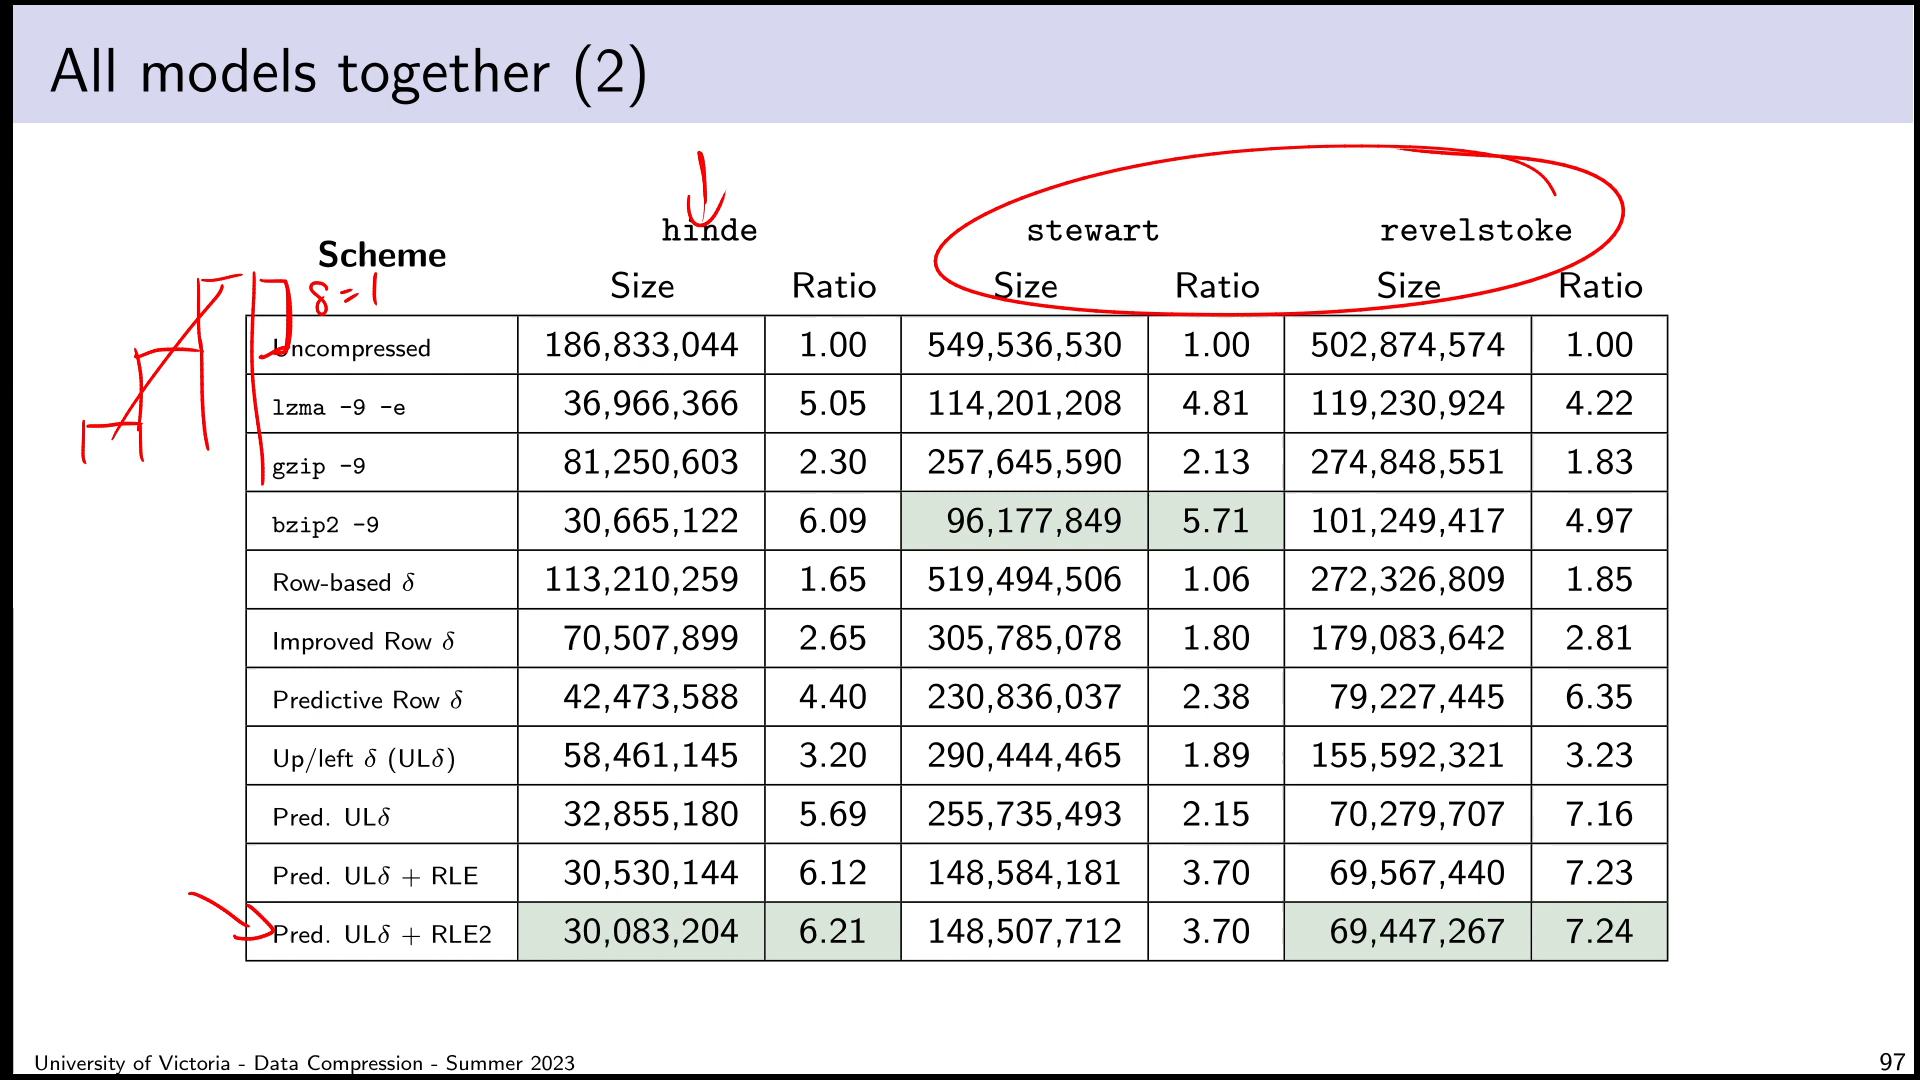 All models together (2)
hinde stewart revelstoke
Scheme
Size Ratio Size Ratio Size Ratio
δ = 1
Uncompressed 186,833,044 1.00 549,536,530 1.00 502,874,574 1.00
lzma -9 -e 36,966,366 5.05 114,201,208 4.81 119,230,924 4.22
gzip -9 81,250,603 2.30 257,645,590 2.13 274,848,551 1.83
bzip2 -9 30,665,122 6.09 96,177,849 5.71 101,249,417 4.97
Row-based δ 113,210,259 1.65 519,494,506 1.06 272,326,809 1.85
Improved Row δ 70,507,899 2.65 305,785,078 1.80 179,083,642 2.81
Predictive Row δ 42,473,588 4.40 230,836,037 2.38 79,227,445 6.35
Up/left δ (ULδ) 58,461,145 3.20 290,444,465 1.89 155,592,321 3.23
Pred. ULδ 32,855,180 5.69 255,735,493 2.15 70,279,707 7.16
Pred. ULδ + RLE 30,530,144 6.12 148,584,181 3.70 69,567,440 7.23
Pred. ULδ + RLE2 30,083,204 6.21 148,507,712 3.70 69,447,267 7.24
University of Victoria - Data Compression - Summer 2023
97